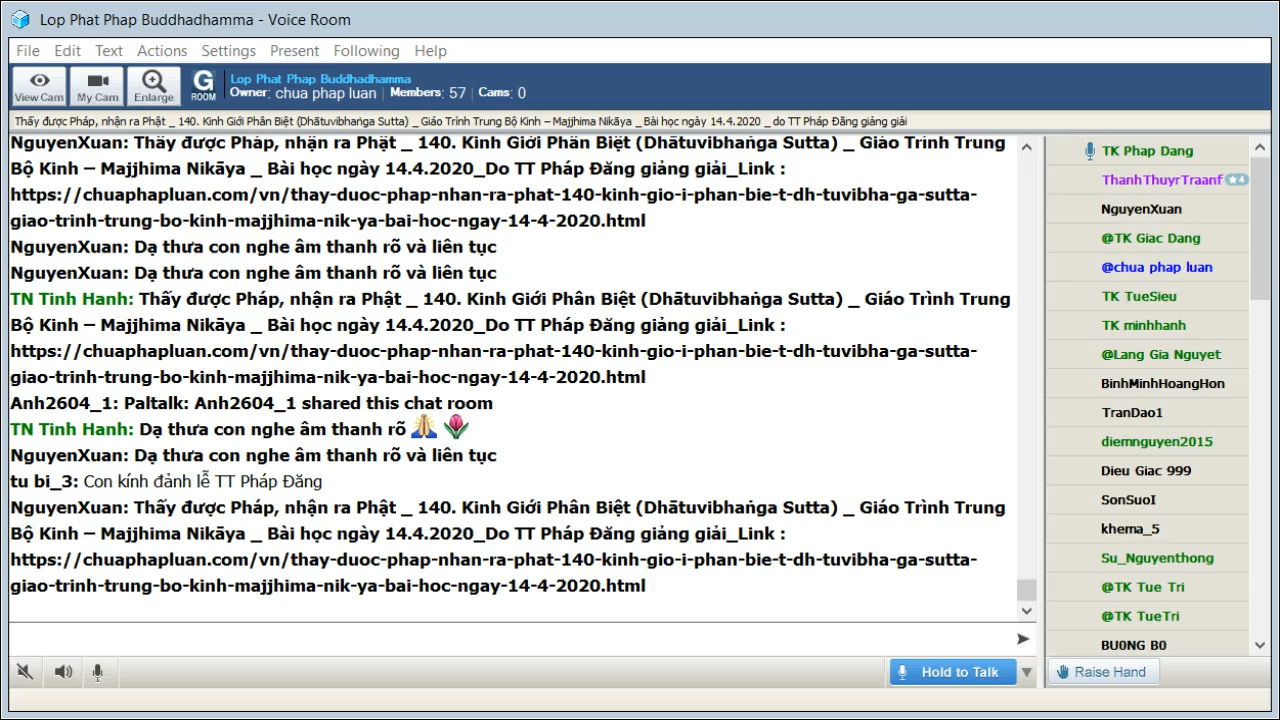 Lop Phat Phap Buddhadhamma - Voice Room
File Edit Text Actions Settings Present Following Help
View Cam My Cam Enlarge G ROOM
Lop Phat Phap Buddhadhamma
Owner: chua phap luan | Members: 57 | Cams: 0
Thấy được Pháp, nhận ra Phật _ 140. Kinh Giới Phân Biệt (Dhātuvibhaṅga Sutta) _ Giáo Trình Trung Bộ Kinh – Majjhima Nikāya _ Bài học ngày 14.4.2020 _ do TT Pháp Đăng giảng giải
NguyenXuan: Thấy được Pháp, nhận ra Phật _ 140. Kinh Giới Phân Biệt (Dhātuvibhaṅga Sutta) _ Giáo Trình Trung
Bộ Kinh – Majjhima Nikāya _ Bài học ngày 14.4.2020_Do TT Pháp Đăng giảng giải_Link :
https://chuaphapluan.com/vn/thay-duoc-phap-nhan-ra-phat-140-kinh-gio-i-phan-bie-t-dh-tuvibha-ga-sutta-
giao-trinh-trung-bo-kinh-majjhima-nik-ya-bai-hoc-ngay-14-4-2020.html
NguyenXuan: Dạ thưa con nghe âm thanh rõ và liên tục
NguyenXuan: Dạ thưa con nghe âm thanh rõ và liên tục
TN Tinh Hanh: Thấy được Pháp, nhận ra Phật _ 140. Kinh Giới Phân Biệt (Dhātuvibhaṅga Sutta) _ Giáo Trình Trung
Bộ Kinh – Majjhima Nikāya _ Bài học ngày 14.4.2020_Do TT Pháp Đăng giảng giải_Link :
https://chuaphapluan.com/vn/thay-duoc-phap-nhan-ra-phat-140-kinh-gio-i-phan-bie-t-dh-tuvibha-ga-sutta-
giao-trinh-trung-bo-kinh-majjhima-nik-ya-bai-hoc-ngay-14-4-2020.html
Anh2604_1: Paltalk: Anh2604_1 shared this chat room
TN Tinh Hanh: Dạ thưa con nghe âm thanh rõ
NguyenXuan: Dạ thưa con nghe âm thanh rõ và liên tục
tu bi_3: Con kính đảnh lễ TT Pháp Đăng
NguyenXuan: Thấy được Pháp, nhận ra Phật _ 140. Kinh Giới Phân Biệt (Dhātuvibhaṅga Sutta) _ Giáo Trình Trung
Bộ Kinh – Majjhima Nikāya _ Bài học ngày 14.4.2020_Do TT Pháp Đăng giảng giải_Link :
https://chuaphapluan.com/vn/thay-duoc-phap-nhan-ra-phat-140-kinh-gio-i-phan-bie-t-dh-tuvibha-ga-sutta-
giao-trinh-trung-bo-kinh-majjhima-nik-ya-bai-hoc-ngay-14-4-2020.html
TK Phap Dang
ThanhThuyrTraanf 4
NguyenXuan
@TK Giac Dang
@chua phap luan
TK TueSieu
TK minhhanh
@Lang Gia Nguyet
BinhMinhHoangHon
TranDao1
diemnguyen2015
Dieu Giac 999
SonSuoI
khema_5
Su_Nguyenthong
@TK Tue Tri
@TK TueTri
BU0NG B0
Hold to Talk
Raise Hand